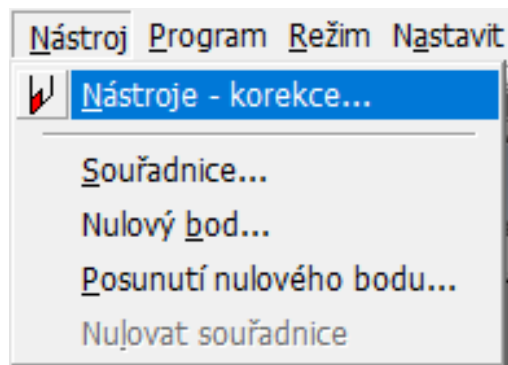 Nástroj Program Režim Nastavit
Nástroje - korekce...
Souřadnice...
Nulový bod...
Posunutí nulového bodu...
Nulovat souřadnice